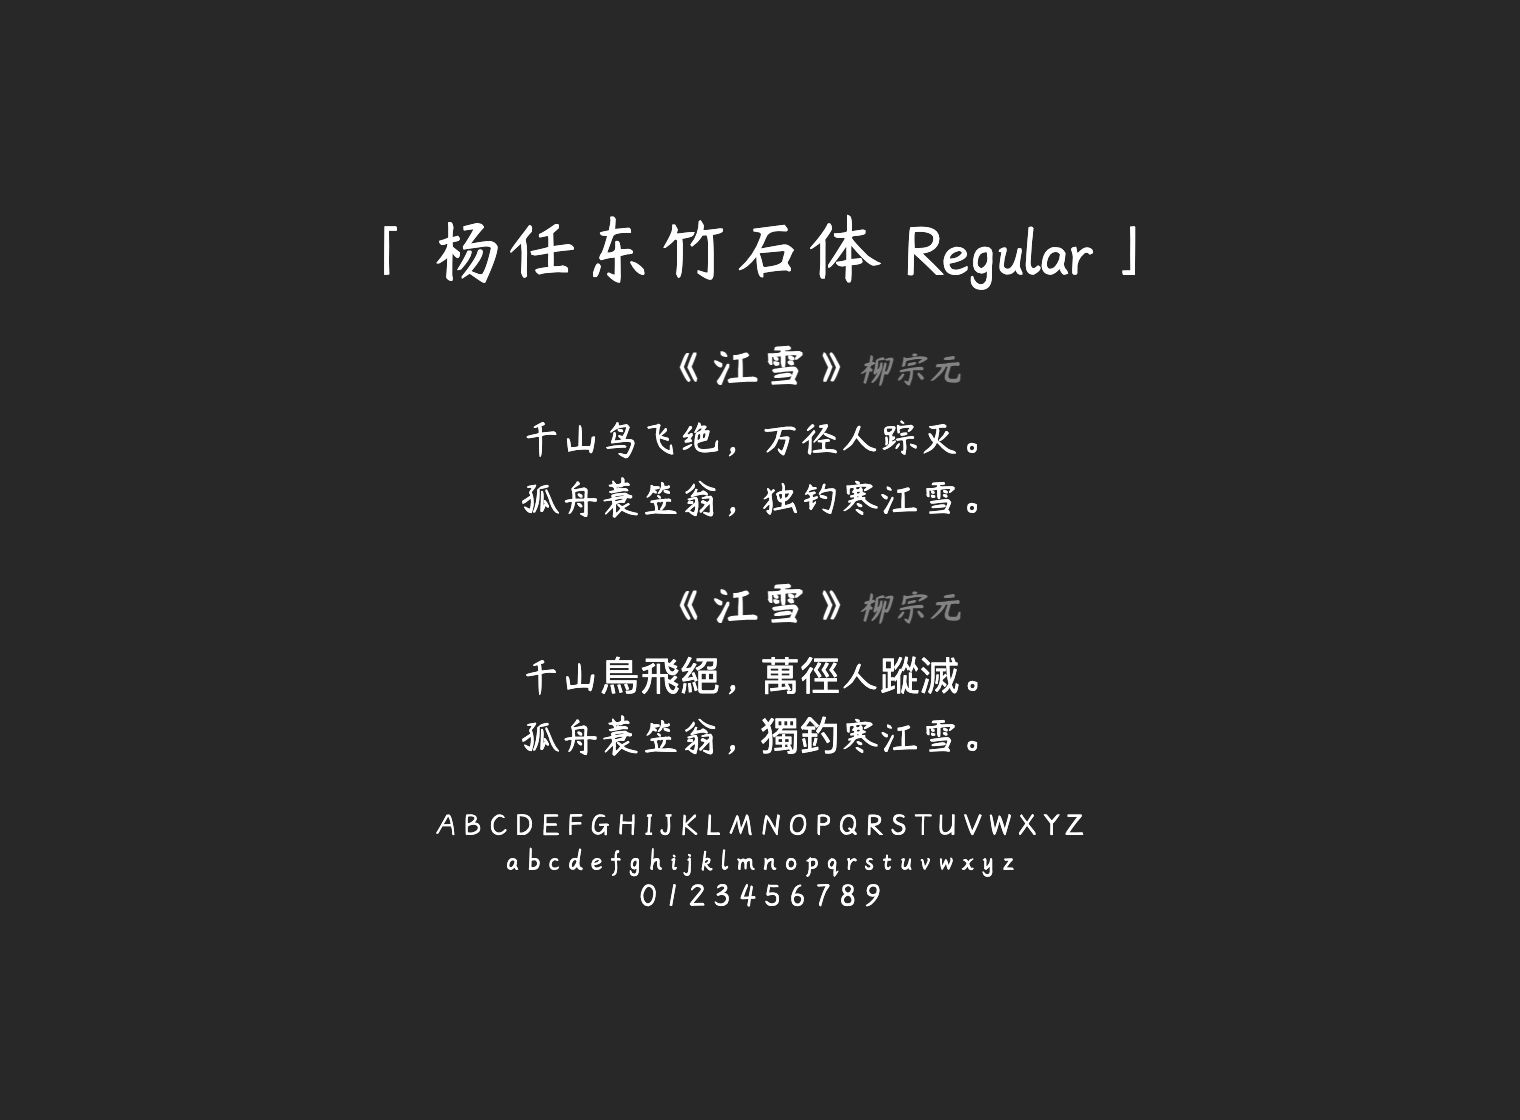 「 杨任东竹石体 Regular 」
《 江雪 》柳宗元
千山鸟飞绝，万径人踪灭。
孤舟蓑笠翁，独钓寒江雪。
《 江雪 》柳宗元
千山鳥飛絕，萬徑人蹤滅。
孤舟蓑笠翁，獨釣寒江雪。
A B C D E F G H I J K L M N O P Q R S T U V W X Y Z
a b c d e f g h i j k l m n o p q r s t u v w x y z
0 1 2 3 4 5 6 7 8 9